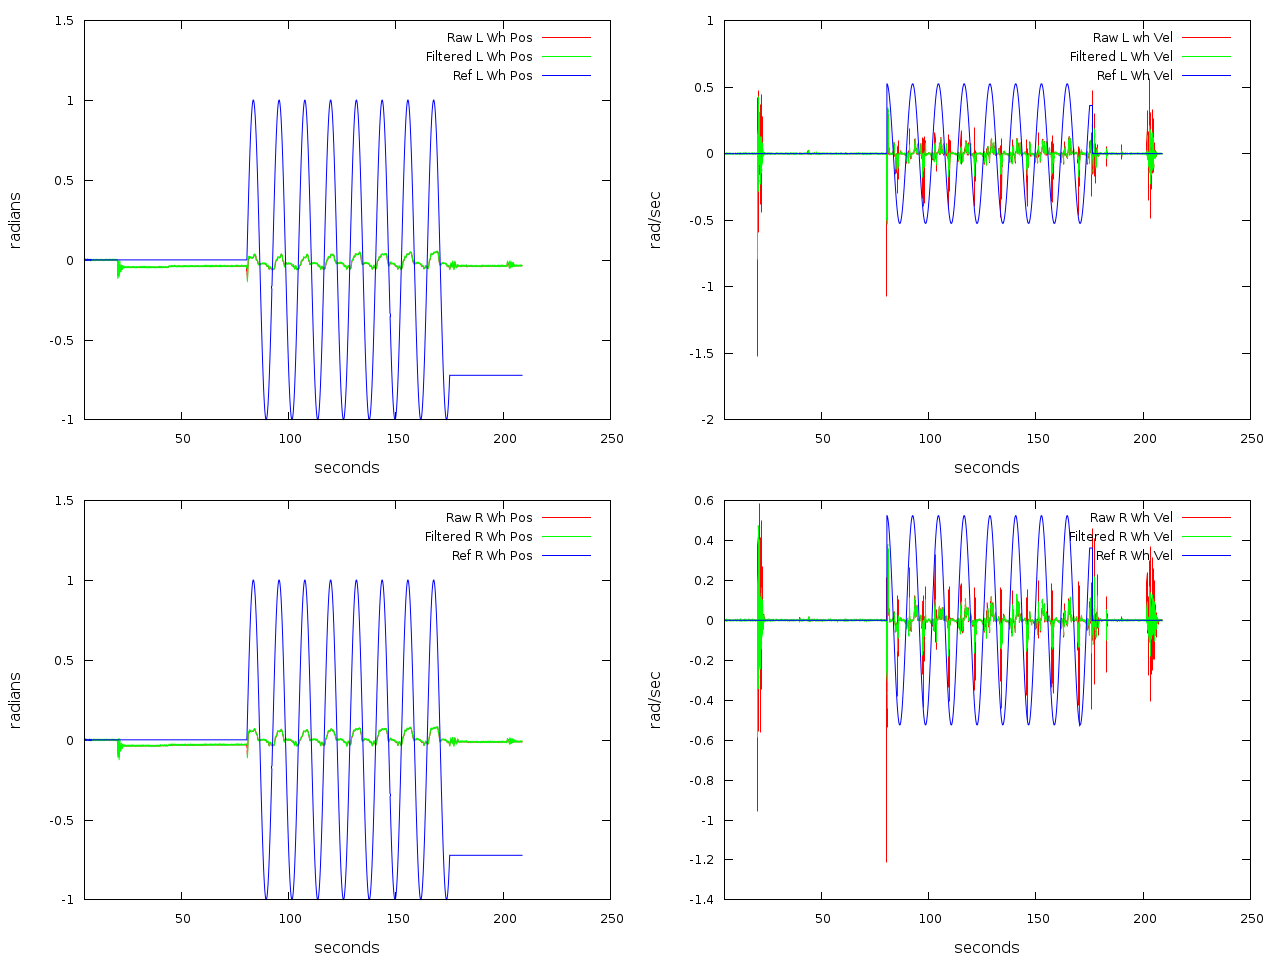 1.5
1
0.5
0
-0.5
-1
radians
50
100
150
200
250
seconds
Raw L Wh Pos
Filtered L Wh Pos
Ref L Wh Pos
1
0.5
0
-0.5
-1
-1.5
-2
rad/sec
50
100
150
200
250
seconds
Raw L wh Vel
Filtered L Wh Vel
Ref L Wh Vel
1.5
1
0.5
0
-0.5
-1
radians
50
100
150
200
250
seconds
Raw R Wh Pos
Filtered R Wh Pos
Ref R Wh Pos
0.6
0.4
0.2
0
-0.2
-0.4
-0.6
-0.8
-1
-1.2
-1.4
rad/sec
50
100
150
200
250
seconds
Raw R Wh Vel
Filtered R Wh Vel
Ref R Wh Vel